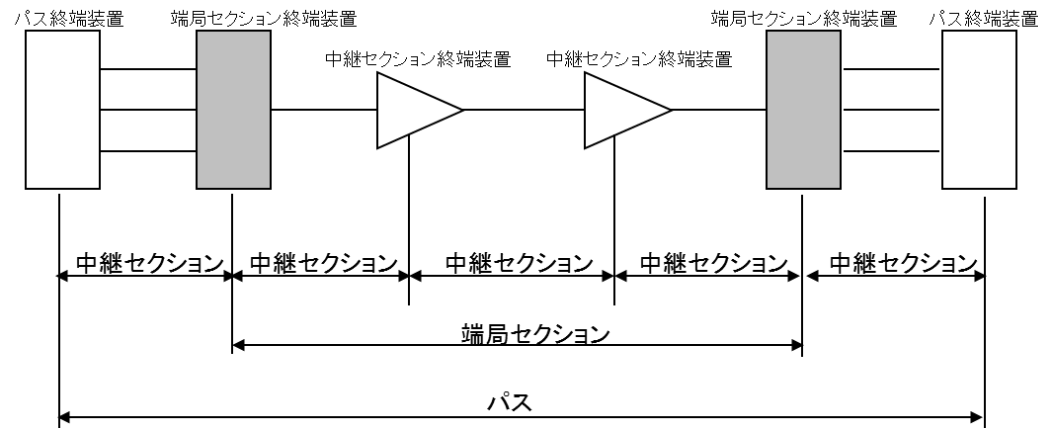 パス終端装置
端局セクション終端装置
端局セクション終端装置
パス終端装置
中継セクション終端装置
中継セクション終端装置
中継セクション
中継セクション
中継セクション
中継セクション
中継セクション
端局セクション
パス